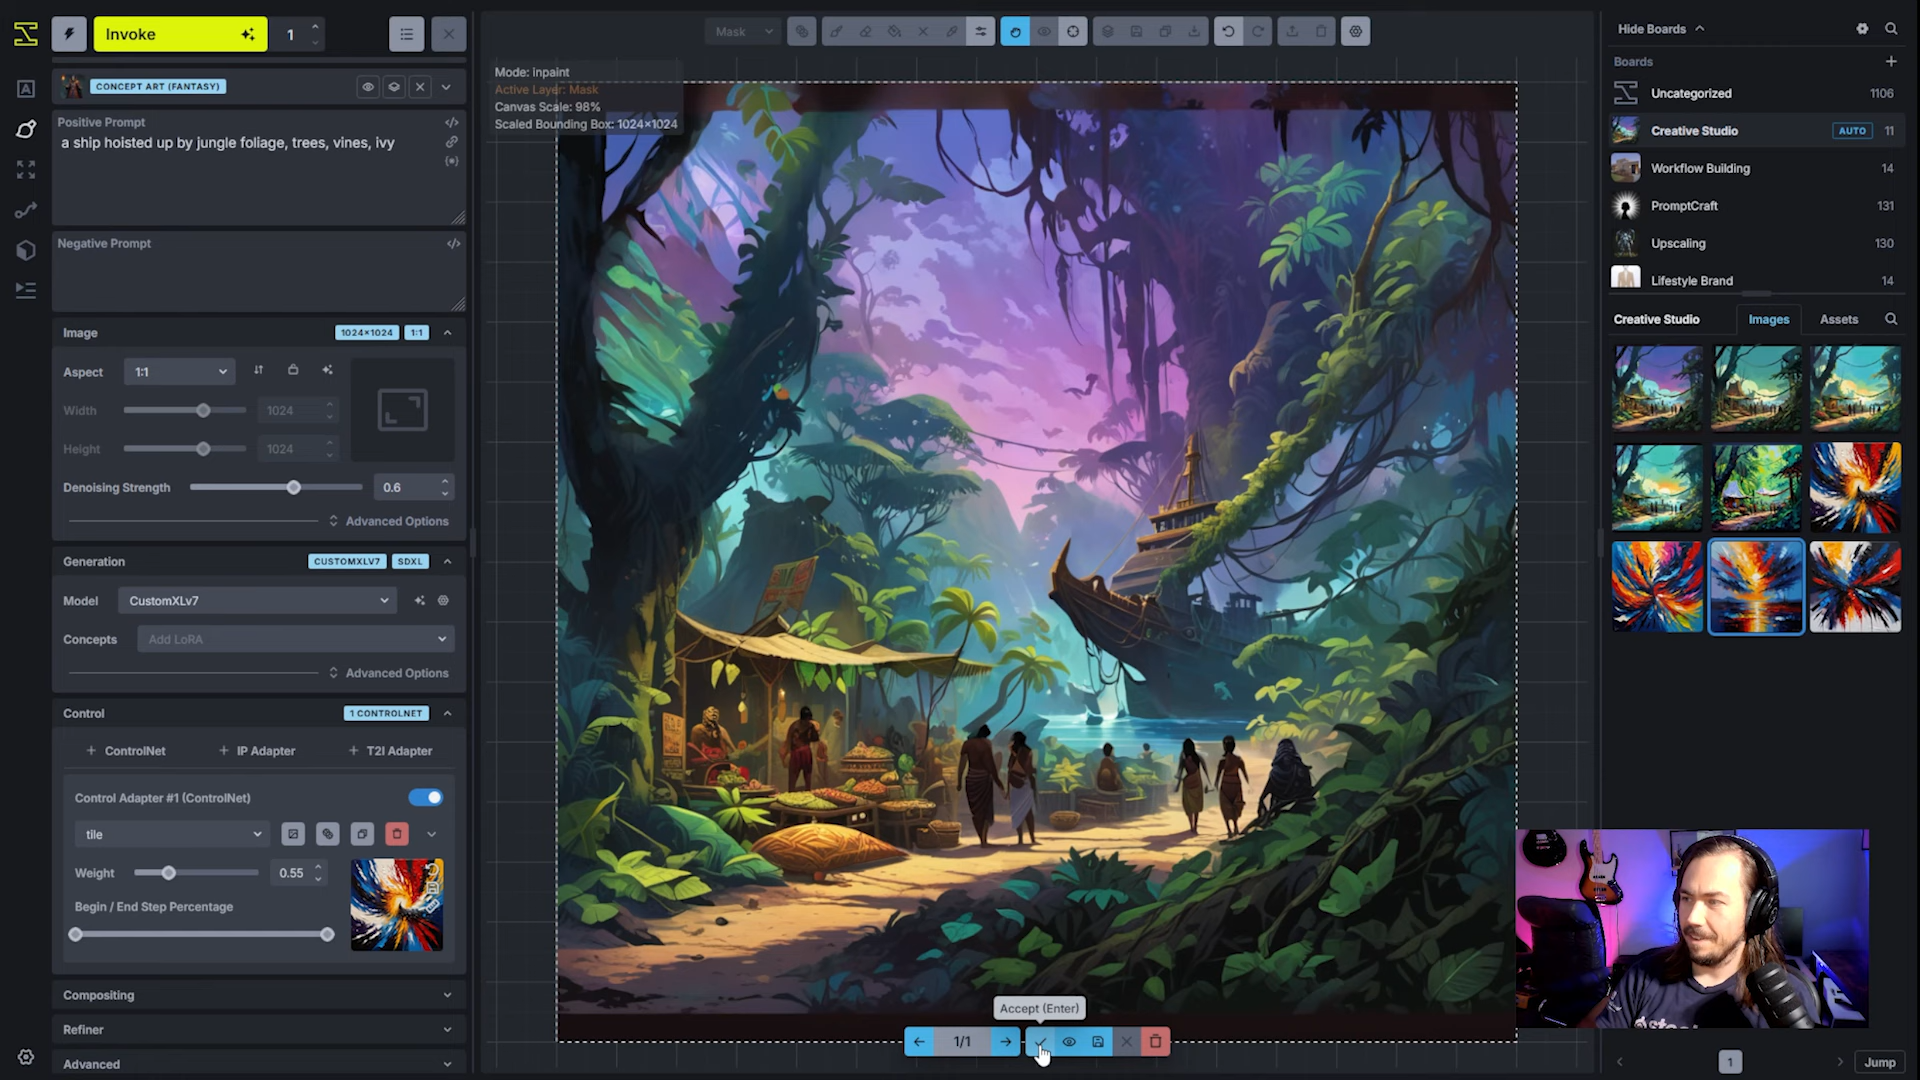 Invoke
1
Mask
Hide Boards
CONCEPT ART (FANTASY)
Positive Prompt
a ship hoisted up by jungle foliage, trees, vines, ivy
Negative Prompt
Image
1024×1024
1:1
Aspect
1:1
Width
1024
Height
1024
Denoising Strength
0.6
Advanced Options
Generation
CUSTOMXLV7
SDXL
Model
CustomXLv7
Concepts
Add LoRA
Advanced Options
Control
1 CONTROLNET
ControlNet
IP Adapter
T2I Adapter
Control Adapter #1 (ControlNet)
tile
Weight
0.55
Begin / End Step Percentage
Compositing
Refiner
Advanced
Mode: inpaint
Active Layer: Mask
Canvas Scale: 98%
Scaled Bounding Box: 1024×1024
Accept (Enter)
1/1
Boards
Uncategorized
1106
Creative Studio
AUTO
11
Workflow Building
14
PromptCraft
131
Upscaling
130
Lifestyle Brand
14
Creative Studio
Images
Assets
1
Jump